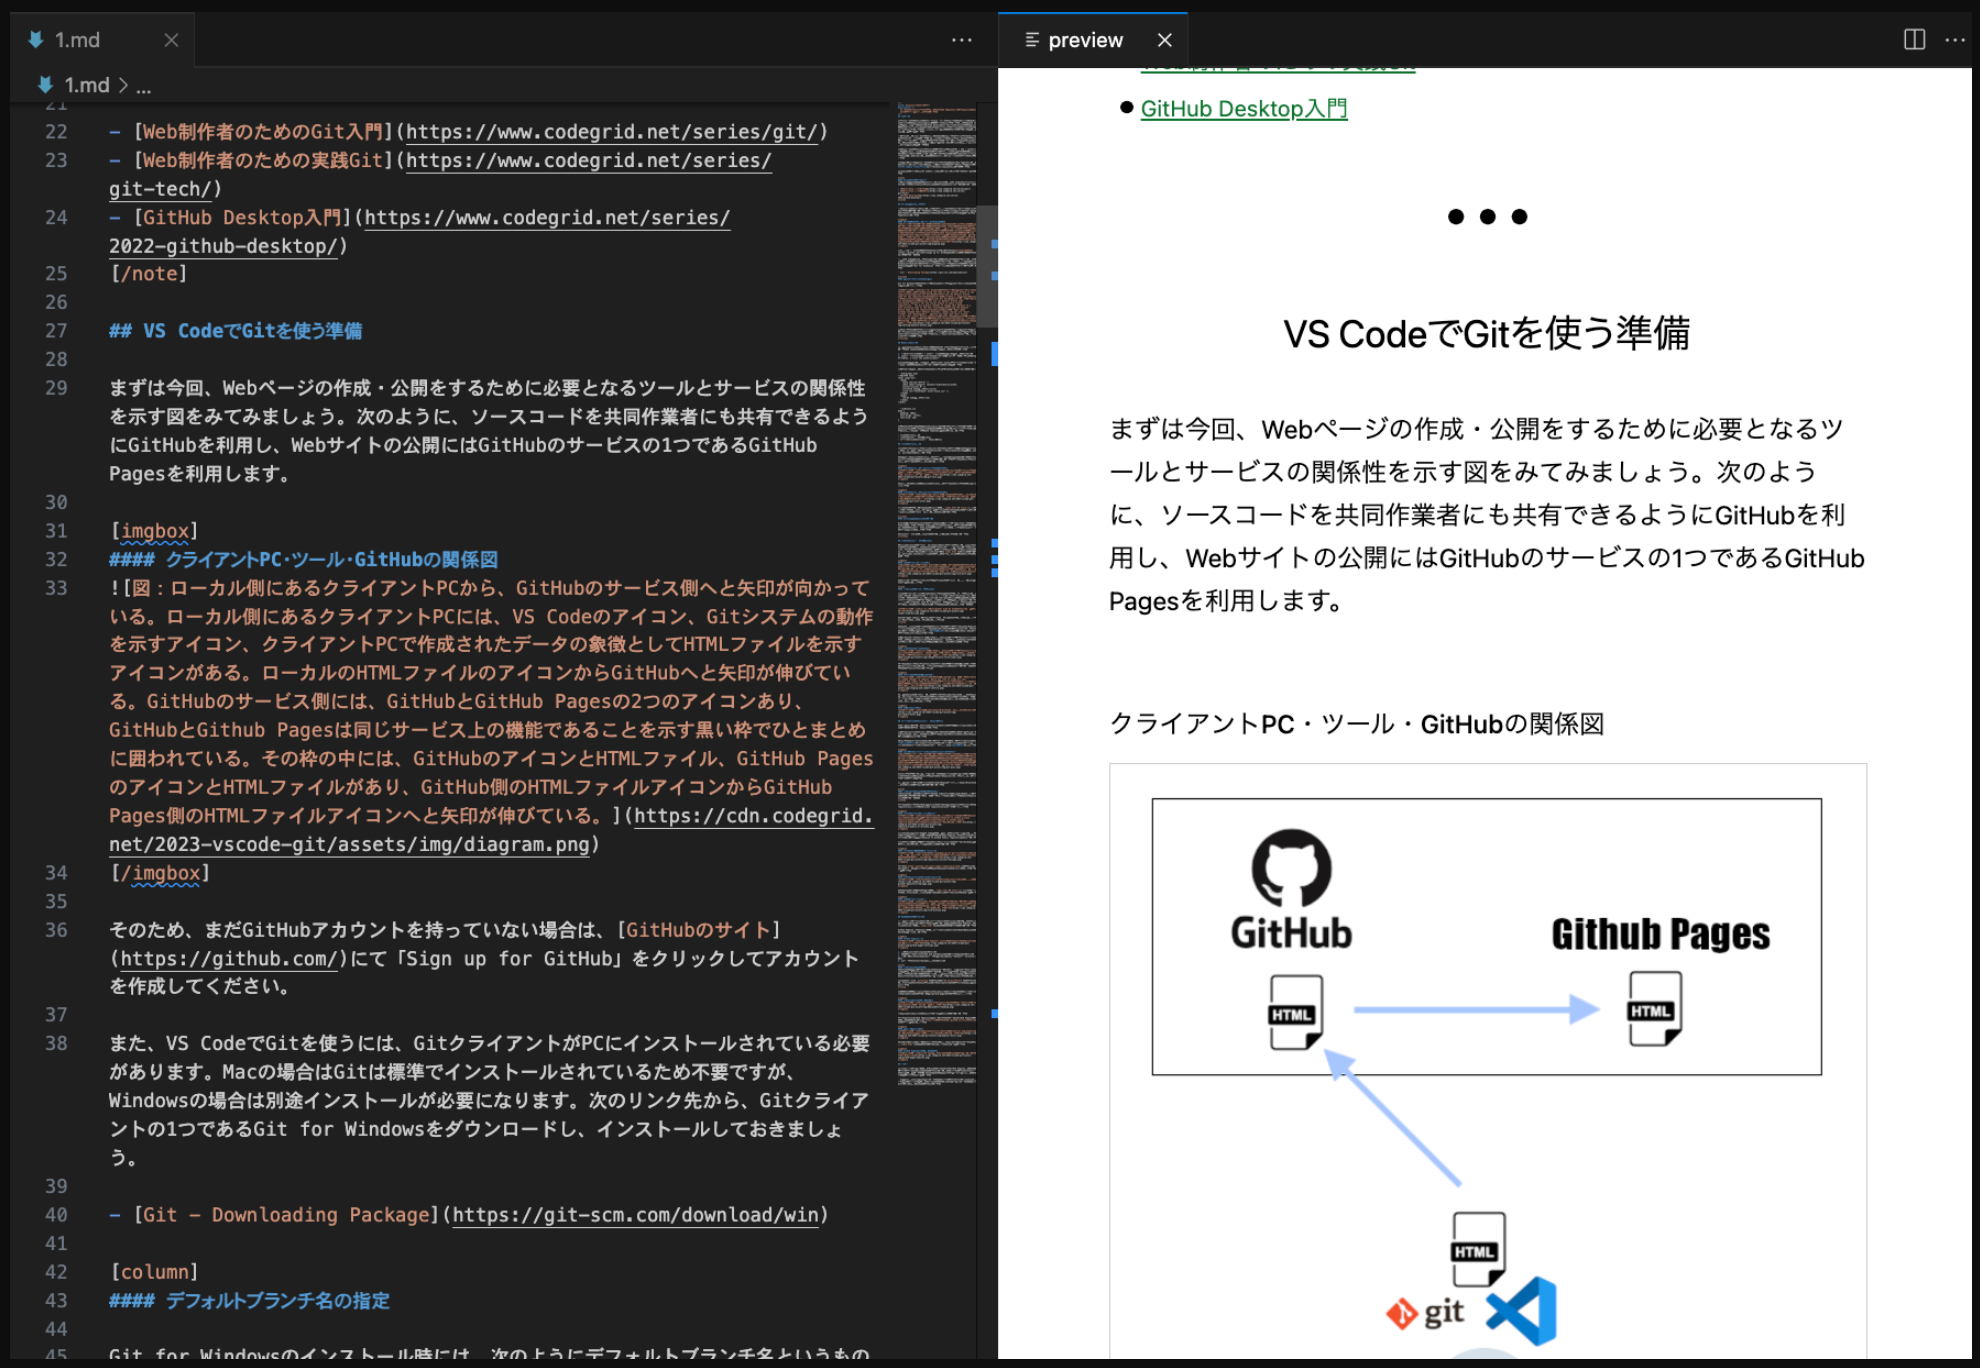 1.md
1.md > ...
21
22 - [Web制作者のためのGit入門](https://www.codegrid.net/series/git/)
23 - [Web制作者のための実践Git](https://www.codegrid.net/series/
git-tech/)
24 - [GitHub Desktop入門](https://www.codegrid.net/series/
2022-github-desktop/)
25 [/note]
26
27 ## VS CodeでGitを使う準備
28
29 まずは今回、Webページの作成・公開をするために必要となるツールとサービスの関係性
を示す図をみてみましょう。次のように、ソースコードを共同作業者にも共有できるよう
にGitHubを利用し、Webサイトの公開にはGitHubのサービスの1つであるGitHub
Pagesを利用します。
30
31 [imgbox]
32 #### クライアントPC・ツール・GitHubの関係図
33 ![図：ローカル側にあるクライアントPCから、GitHubのサービス側へと矢印が向かって
いる。ローカル側にあるクライアントPCには、VS Codeのアイコン、Gitシステムの動作
を示すアイコン、クライアントPCで作成されたデータの象徴としてHTMLファイルを示す
アイコンがある。ローカルのHTMLファイルのアイコンからGitHubへと矢印が伸びてい
る。GitHubのサービス側には、GitHubとGitHub Pagesの2つのアイコンあり、
GitHubとGithub Pagesは同じサービス上の機能であることを示す黒い枠でひとまとめ
に囲われている。その枠の中には、GitHubのアイコンとHTMLファイル、GitHub Pages
のアイコンとHTMLファイルがあり、GitHub側のHTMLファイルアイコンからGitHub
Pages側のHTMLファイルアイコンへと矢印が伸びている。](https://cdn.codegrid.
net/2023-vscode-git/assets/img/diagram.png)
34 [/imgbox]
35
36 そのため、まだGitHubアカウントを持っていない場合は、[GitHubのサイト]
(https://github.com/)にて「Sign up for GitHub」をクリックしてアカウント
を作成してください。
37
38 また、VS CodeでGitを使うには、GitクライアントがPCにインストールされている必要
があります。Macの場合はGitは標準でインストールされているため不要ですが、
Windowsの場合は別途インストールが必要になります。次のリンク先から、Gitクライア
ントの1つであるGit for Windowsをダウンロードし、インストールしておきましょ
う。
39
40 - [Git - Downloading Package](https://git-scm.com/download/win)
41
42 [column]
43 #### デフォルトブランチ名の指定
44
45 Git for Windowsのインストール時には、次のようにデフォルトブランチ名というもの
preview
GitHub Desktop入門
VS CodeでGitを使う準備
まずは今回、Webページの作成・公開をするために必要となるツ
ールとサービスの関係性を示す図をみてみましょう。次のよう
に、ソースコードを共同作業者にも共有できるようにGitHubを利
用し、Webサイトの公開にはGitHubのサービスの1つであるGitHub
Pagesを利用します。
クライアントPC・ツール・GitHubの関係図
GitHub
Github Pages
HTML
HTML
HTML
git